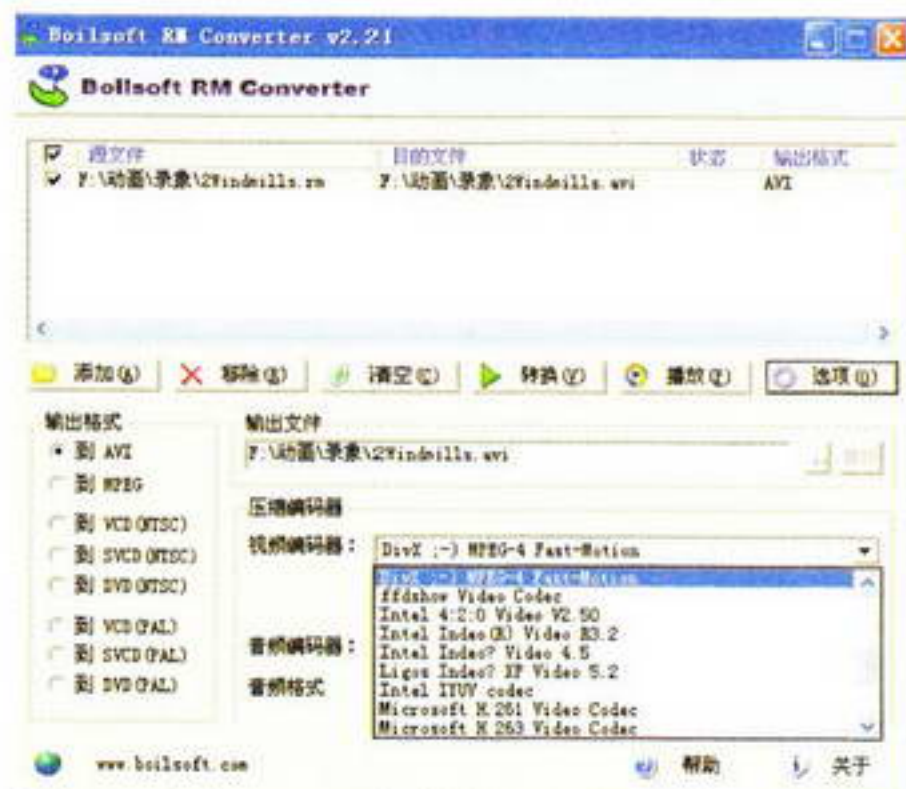 Boilsoft RM Converter v2.21
Boilsoft RM Converter
源文件 目的文件 状态 输出格式
F:\动画\录象\2Windmills.rm F:\动画\录象\2Windmills.avi AVI
添加(A) 移除(R) 清空(C) 转换(V) 播放(P) 选项(O)
输出格式 输出文件
到 AVI F:\动画\录象\2Windmills.avi
到 MPEG
压缩编码器
到 VCD(NTSC) 视频编码器： DivX ;-) MPEG-4 Fast-Motion
到 SVCD(NTSC) DivX ;-) MPEG-4 Fast-Motion
ffdshow Video Codec
到 DVD(NTSC) Intel 4:2:0 Video V2.50
Intel Indeo(R) Video R3.2
到 VCD(PAL) Intel Indeo? Video 4.5
到 SVCD(PAL) 音频编码器： Ligos Indeo? XP Video 5.2
到 DVD(PAL) 音频格式 Intel IYUV codec
Microsoft H.261 Video Codec
Microsoft H.263 Video Codec
www.boilsoft.com 帮助 关于